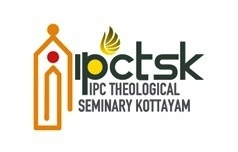 ipctsk
IPC THEOLOGICAL
SEMINARY KOTTAYAM